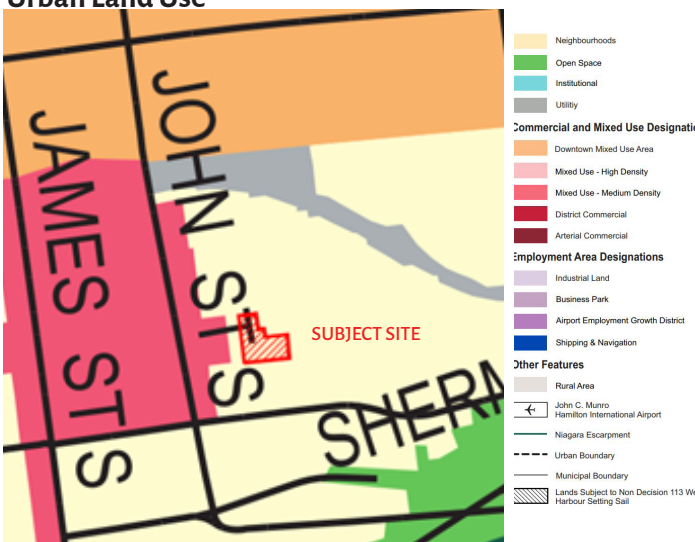 Urban Land Use
JAMES ST S
JOHN ST S
SUBJECT SITE
Neighbourhoods
Open Space
Institutional
Utilitiy
Commercial and Mixed Use Designatio
Downtown Mixed Use Area
Mixed Use - High Density
Mixed Use - Medium Density
District Commercial
Arterial Commercial
Employment Area Designations
Industrial Land
Business Park
Airport Employment Growth District
Shipping & Navigation
Other Features
Rural Area
John C. Munro
Hamilton International Airport
Niagara Escarpment
Urban Boundary
Municipal Boundary
Lands Subject to Non Decision 113 We
Harbour Setting Sail